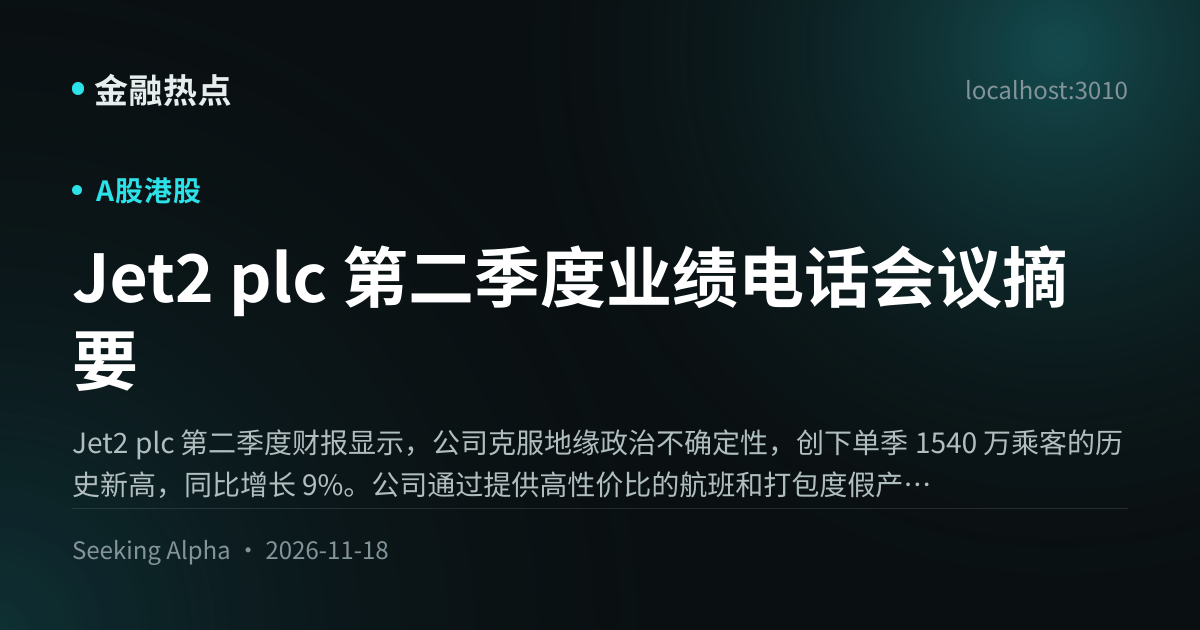 金融热点
localhost:3010
A股港股
Jet2 plc 第二季度业绩电话会议摘
要
Jet2 plc 第二季度财报显示，公司克服地缘政治不确定性，创下单季 1540 万乘客的历
史新高，同比增长 9%。公司通过提供高性价比的航班和打包度假产…
Seeking Alpha · 2026-11-18